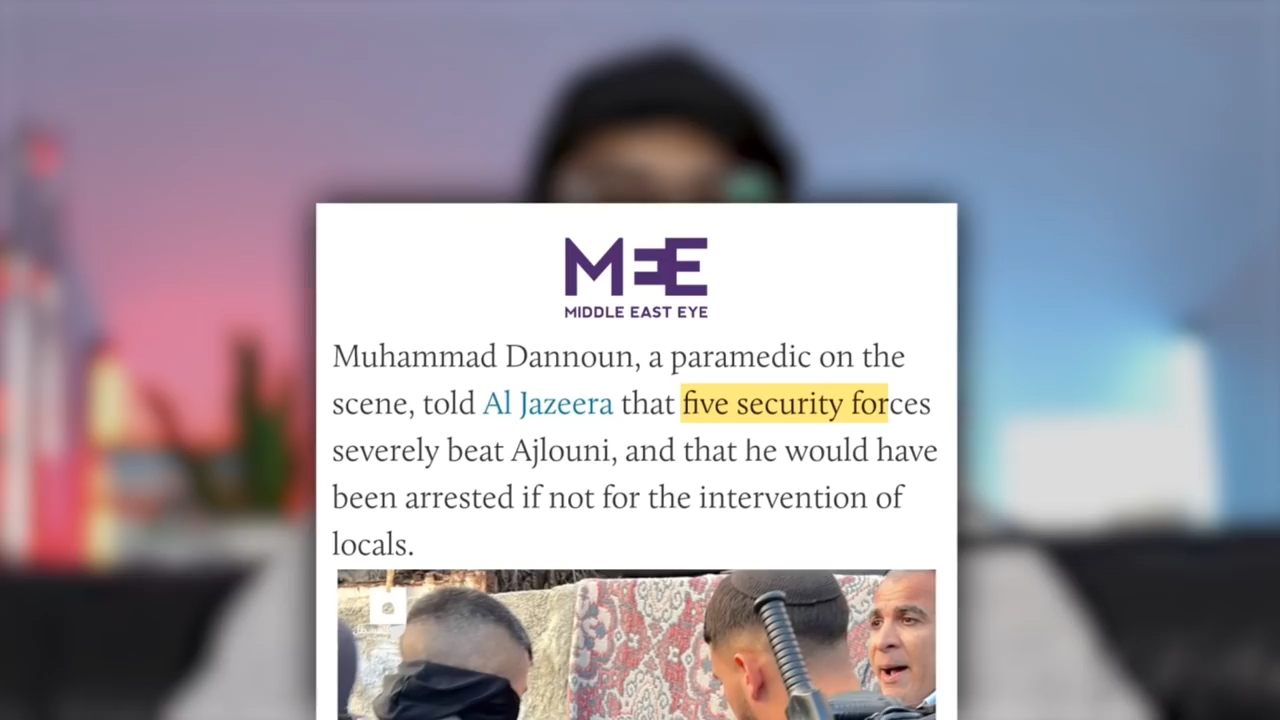 MEE
MIDDLE EAST EYE
Muhammad Dannoun, a paramedic on the
scene, told Al Jazeera that five security forces
severely beat Ajlouni, and that he would have
been arrested if not for the intervention of
locals.